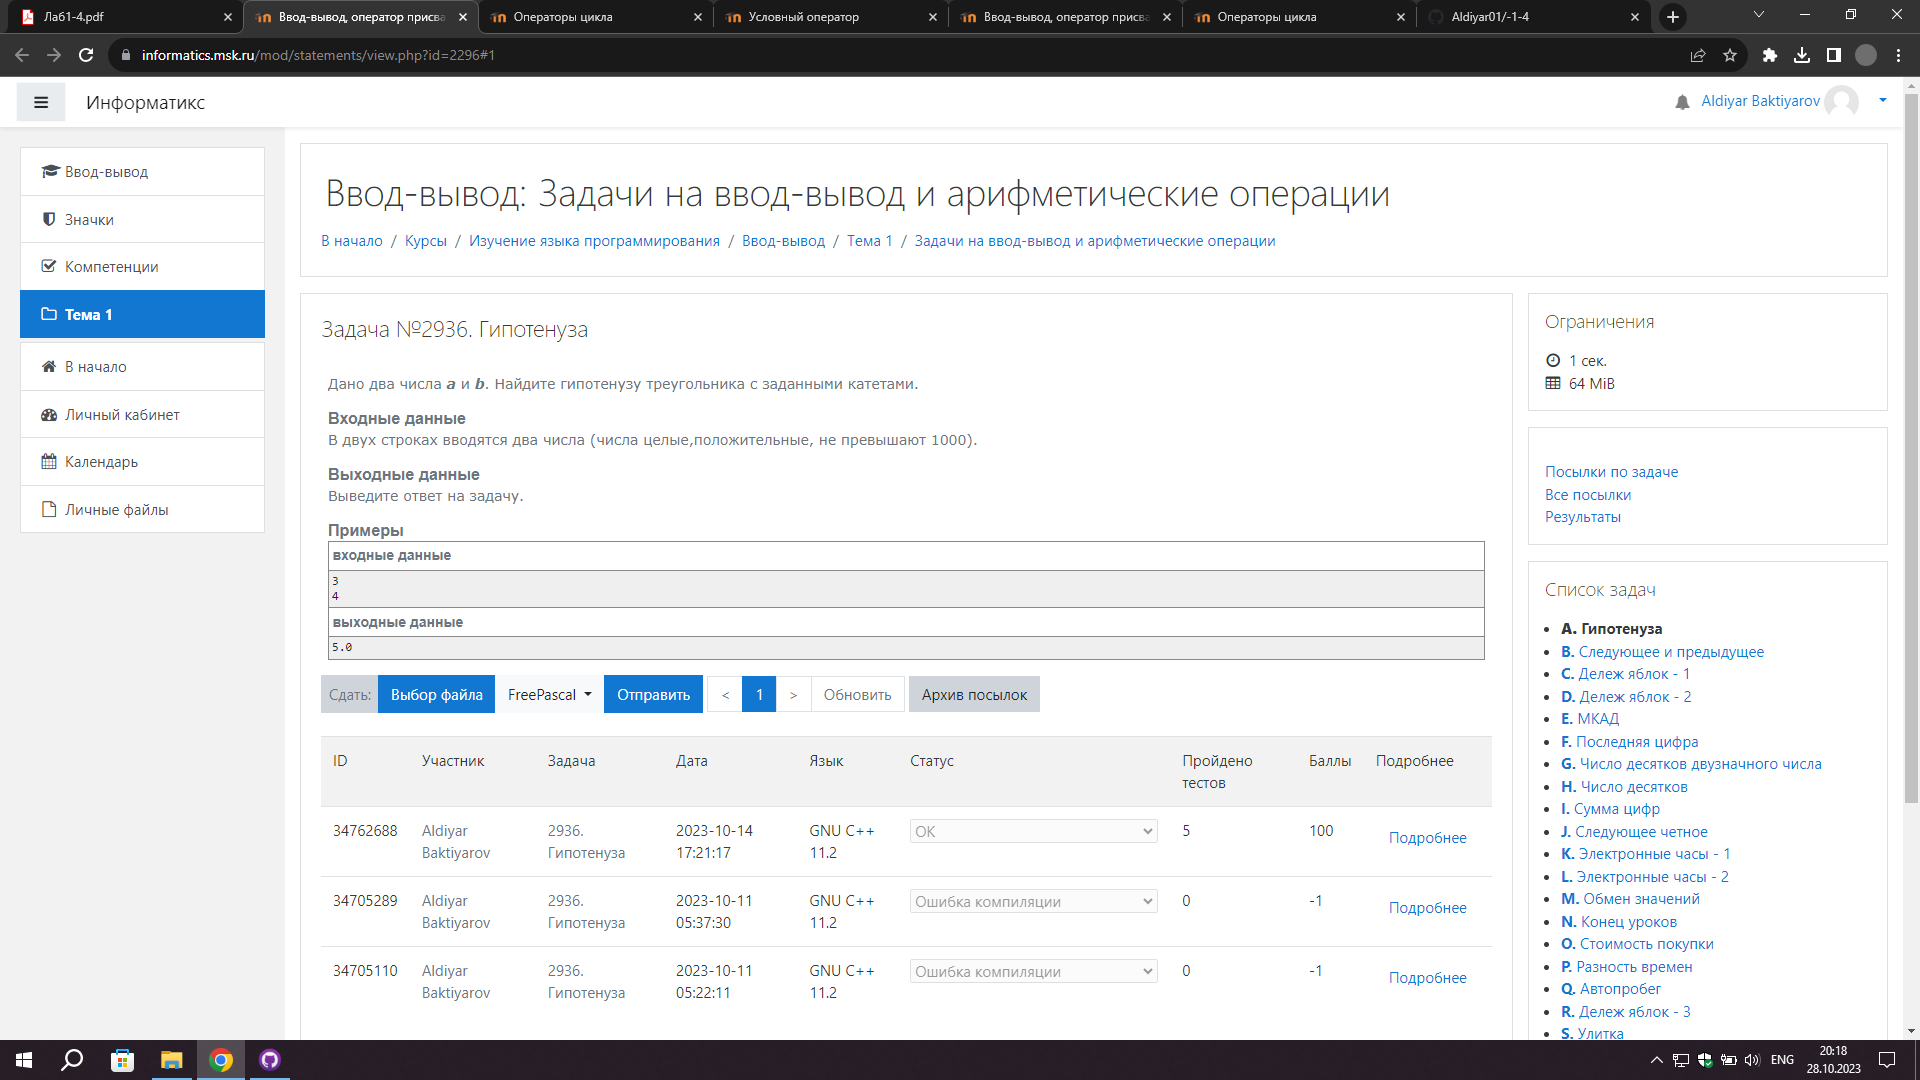 Лаб1-4.pdf
Ввод-вывод, оператор присва
Операторы цикла
Условный оператор
Ввод-вывод, оператор присва
Операторы цикла
Aldiyar01/-1-4
informatics.msk.ru/mod/statements/view.php?id=2296#1
Информатикс
Aldiyar Baktiyarov
Ввод-вывод
Значки
Компетенции
Тема 1
В начало
Личный кабинет
Календарь
Личные файлы
Ввод-вывод: Задачи на ввод-вывод и арифметические операции
В начало / Курсы / Изучение языка программирования / Ввод-вывод / Тема 1 / Задачи на ввод-вывод и арифметические операции
Задача №2936. Гипотенуза
Дано два числа a и b. Найдите гипотенузу треугольника с заданными катетами.
Входные данные
В двух строках вводятся два числа (числа целые,положительные, не превышают 1000).
Выходные данные
Выведите ответ на задачу.
Примеры
входные данные
3
4
выходные данные
5.0
Сдать: Выбор файла FreePascal Отправить < 1 > Обновить Архив посылок
ID Участник Задача Дата Язык Статус Пройдено тестов Баллы Подробнее
34762688 Aldiyar Baktiyarov 2936. Гипотенуза 2023-10-14 17:21:17 GNU C++ 11.2 OK 5 100 Подробнее
34705289 Aldiyar Baktiyarov 2936. Гипотенуза 2023-10-11 05:37:30 GNU C++ 11.2 Ошибка компиляции 0 -1 Подробнее
34705110 Aldiyar Baktiyarov 2936. Гипотенуза 2023-10-11 05:22:11 GNU C++ 11.2 Ошибка компиляции 0 -1 Подробнее
Ограничения
1 сек.
64 MiB
Посылки по задаче
Все посылки
Результаты
Список задач
A. Гипотенуза
B. Следующее и предыдущее
C. Дележ яблок - 1
D. Дележ яблок - 2
E. МКАД
F. Последняя цифра
G. Число десятков двузначного числа
H. Число десятков
I. Сумма цифр
J. Следующее четное
K. Электронные часы - 1
L. Электронные часы - 2
M. Обмен значений
N. Конец уроков
O. Стоимость покупки
P. Разность времен
Q. Автопробег
R. Дележ яблок - 3
S. Улитка
ENG
20:18
28.10.2023